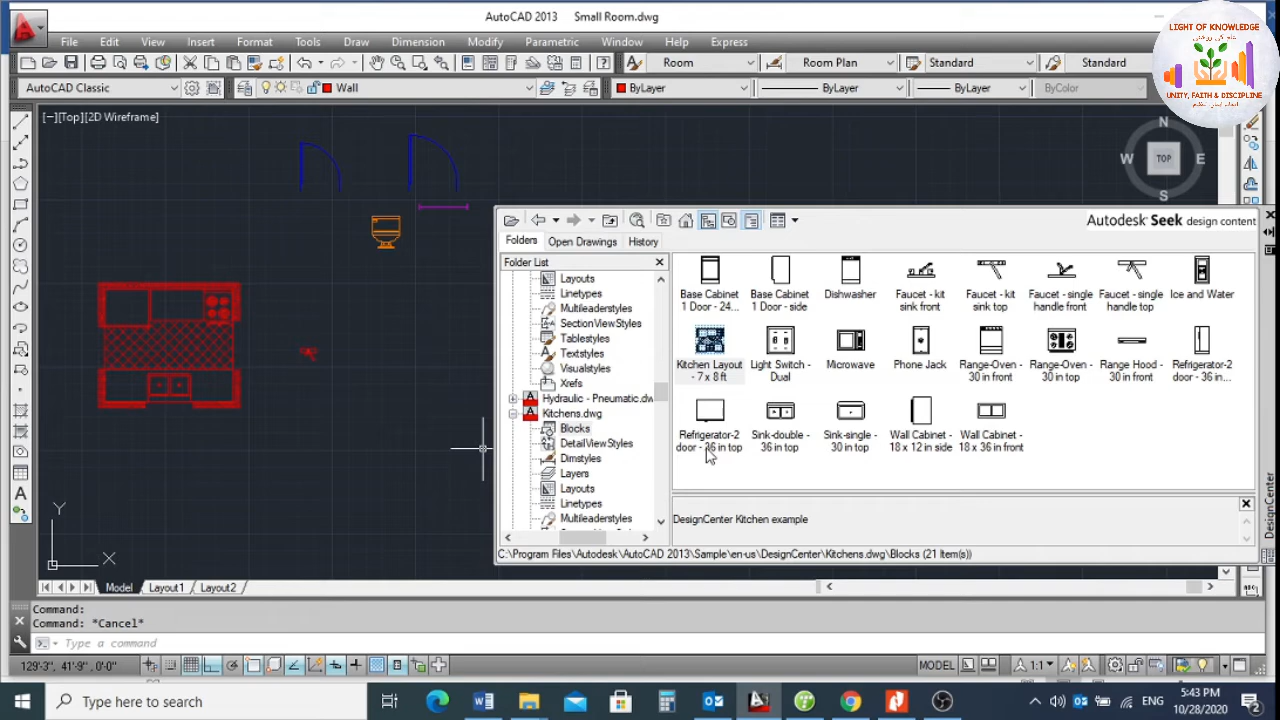 AutoCAD 2013 Small Room.dwg
LIGHT OF KNOWLEDGE
علم کی روشنی
UNITY, FAITH & DISCIPLINE
File Edit View Insert Format Tools Draw Dimension Modify Parametric Window Help Express
Room Room Plan Standard Standard
AutoCAD Classic Wall ByLayer ByLayer ByLayer ByColor
[−][Top][2D Wireframe]
N
W TOP E
S
Autodesk Seek design content
Folders Open Drawings History
Folder List
Layouts
Linetypes
Multileaderstyles
SectionViewStyles
Tablestyles
Textstyles
Visualstyles
Xrefs
Hydraulic - Pneumatic.dw
Kitchens.dwg
Blocks
DetailViewStyles
Dimstyles
Layers
Layouts
Linetypes
Multileaderstyles
Base Cabinet 1 Door - 24...
Base Cabinet 1 Door - side
Dishwasher
Faucet - kit sink front
Faucet - kit sink top
Faucet - single handle front
Faucet - single handle top
Ice and Water
Kitchen Layout - 7 x 8 ft
Light Switch - Dual
Microwave
Phone Jack
Range-Oven - 30 in front
Range-Oven - 30 in top
Range Hood - 30 in front
Refrigerator-2 door - 36 in...
Refrigerator-2 door - 36 in top
Sink-double - 36 in top
Sink-single - 30 in top
Wall Cabinet - 18 x 12 in side
Wall Cabinet - 18 x 36 in front
DesignCenter Kitchen example
C:\Program Files\Autodesk\AutoCAD 2013\Sample\en-us\DesignCenter\Kitchens.dwg\Blocks (21 Item(s))
DesignCenter
Y
X
Model Layout1 Layout2
Command:
Command: *Cancel*
Type a command
129'-3", 41'-9", 0'-0" MODEL 1:1
Type here to search
ENG
5:43 PM
10/28/2020
2